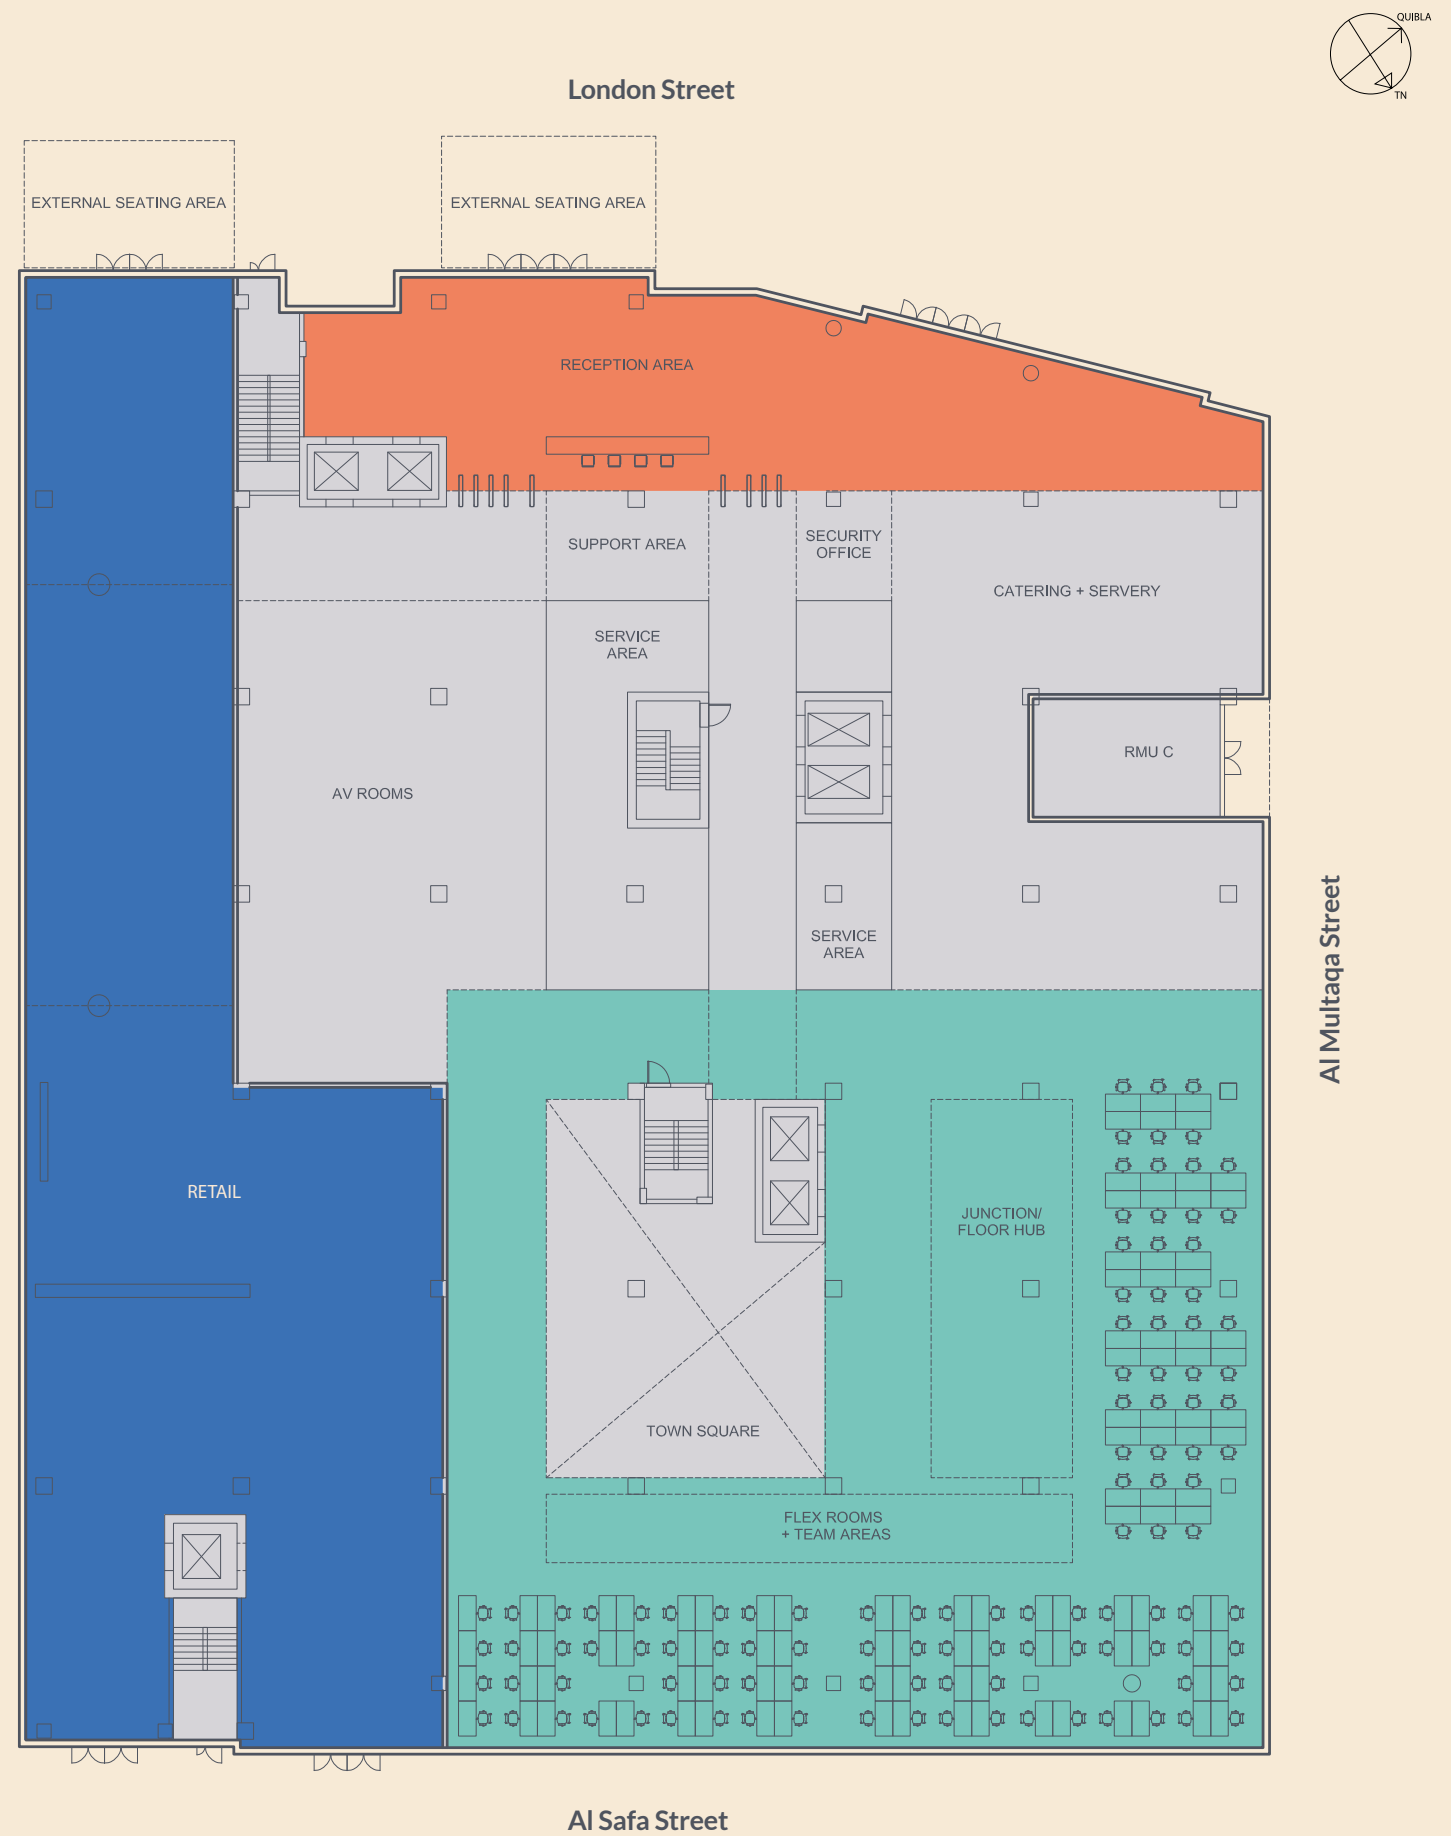 QUIBLA
TN
London Street
EXTERNAL SEATING AREA
EXTERNAL SEATING AREA
RECEPTION AREA
SUPPORT AREA
SECURITY
OFFICE
CATERING + SERVERY
SERVICE
AREA
RMU C
AV ROOMS
Al Multaqa Street
SERVICE
AREA
RETAIL
JUNCTION/
FLOOR HUB
TOWN SQUARE
FLEX ROOMS
+ TEAM AREAS
Al Safa Street